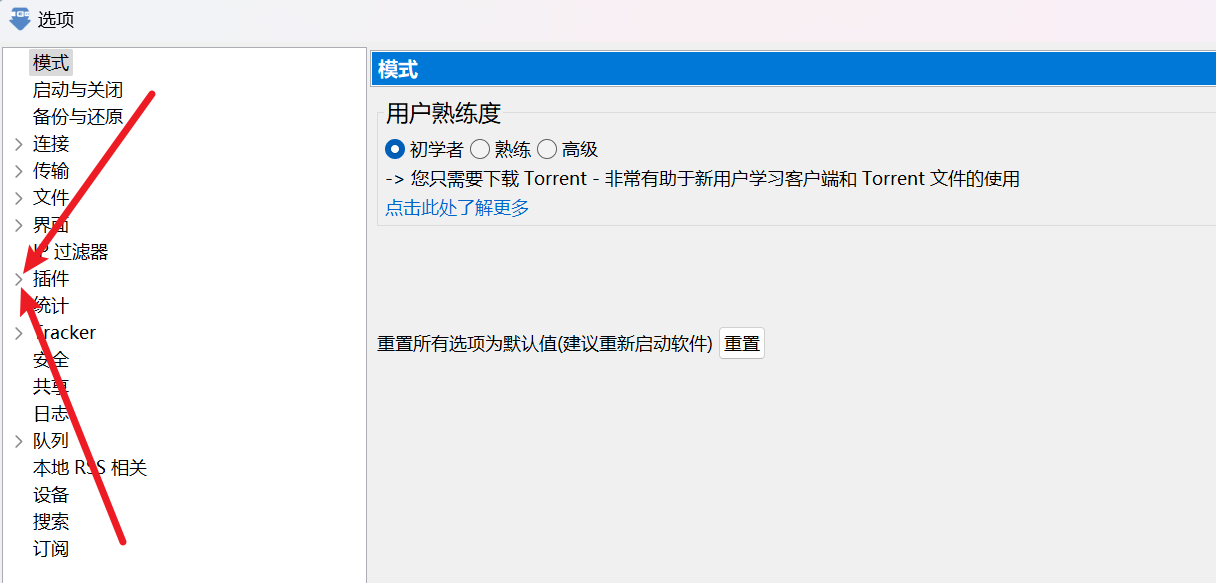 选项
模式
启动与关闭
备份与还原
连接
传输
文件
界面
IP 过滤器
插件
统计
Tracker
安全
共享
日志
队列
本地 RSS 相关
设备
搜索
订阅
模式
用户熟练度
初学者 熟练 高级
-> 您只需要下载 Torrent - 非常有助于新用户学习客户端和 Torrent 文件的使用
点击此处了解更多
重置所有选项为默认值(建议重新启动软件) 重置